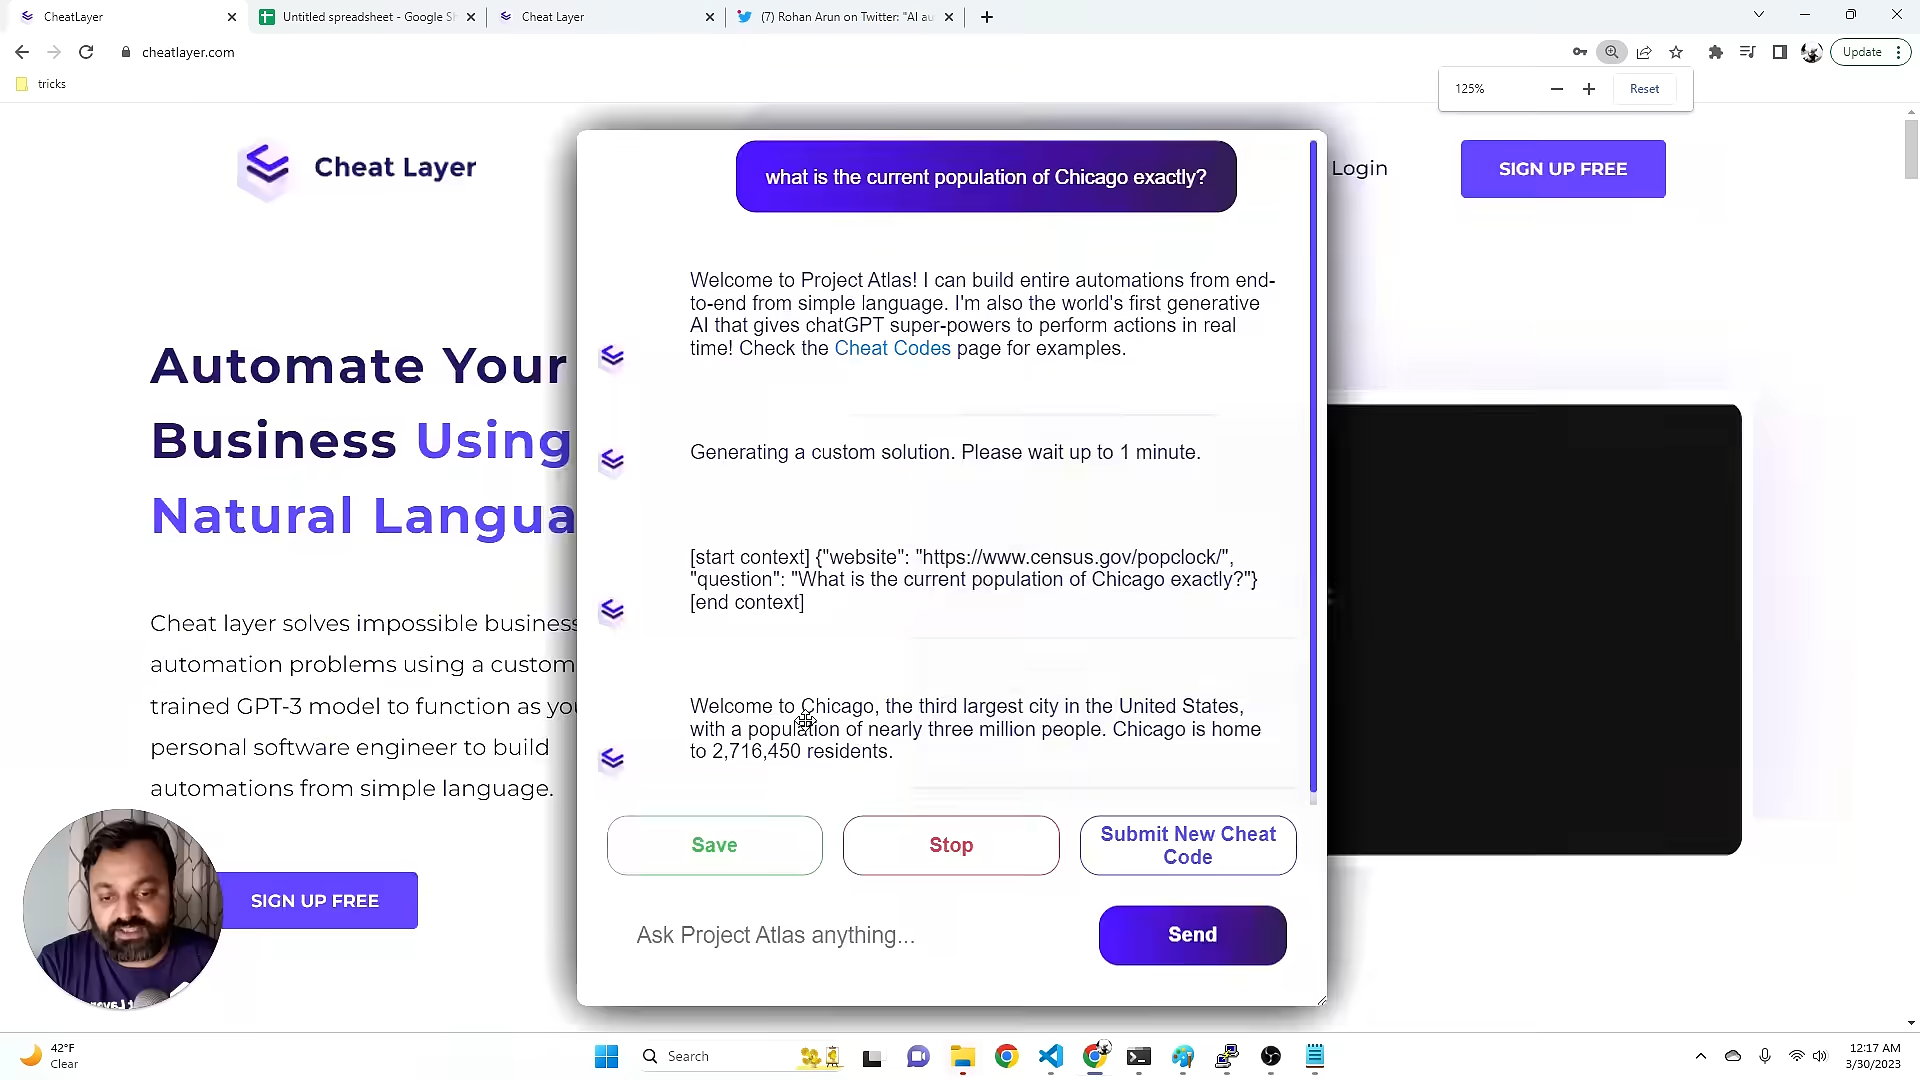 CheatLayer
Untitled spreadsheet - Google Sh
Cheat Layer
(7) Rohan Arun on Twitter: "AI au
cheatlayer.com
Update
tricks
125%
Reset
Cheat Layer
Login
SIGN UP FREE
what is the current population of Chicago exactly?
Welcome to Project Atlas! I can build entire automations from end-
to-end from simple language. I'm also the world's first generative
AI that gives chatGPT super-powers to perform actions in real
time! Check the Cheat Codes page for examples.
Automate Your
Business Using
Natural Langua
Generating a custom solution. Please wait up to 1 minute.
[start context] {"website": "https://www.census.gov/popclock/",
"question": "What is the current population of Chicago exactly?"}
[end context]
Cheat layer solves impossible business
automation problems using a custom
trained GPT-3 model to function as you
personal software engineer to build
automations from simple language.
Welcome to Chicago, the third largest city in the United States,
with a population of nearly three million people. Chicago is home
to 2,716,450 residents.
Save
Stop
Submit New Cheat
Code
SIGN UP FREE
Ask Project Atlas anything...
Send
42°F
Clear
Search
12:17 AM
3/30/2023